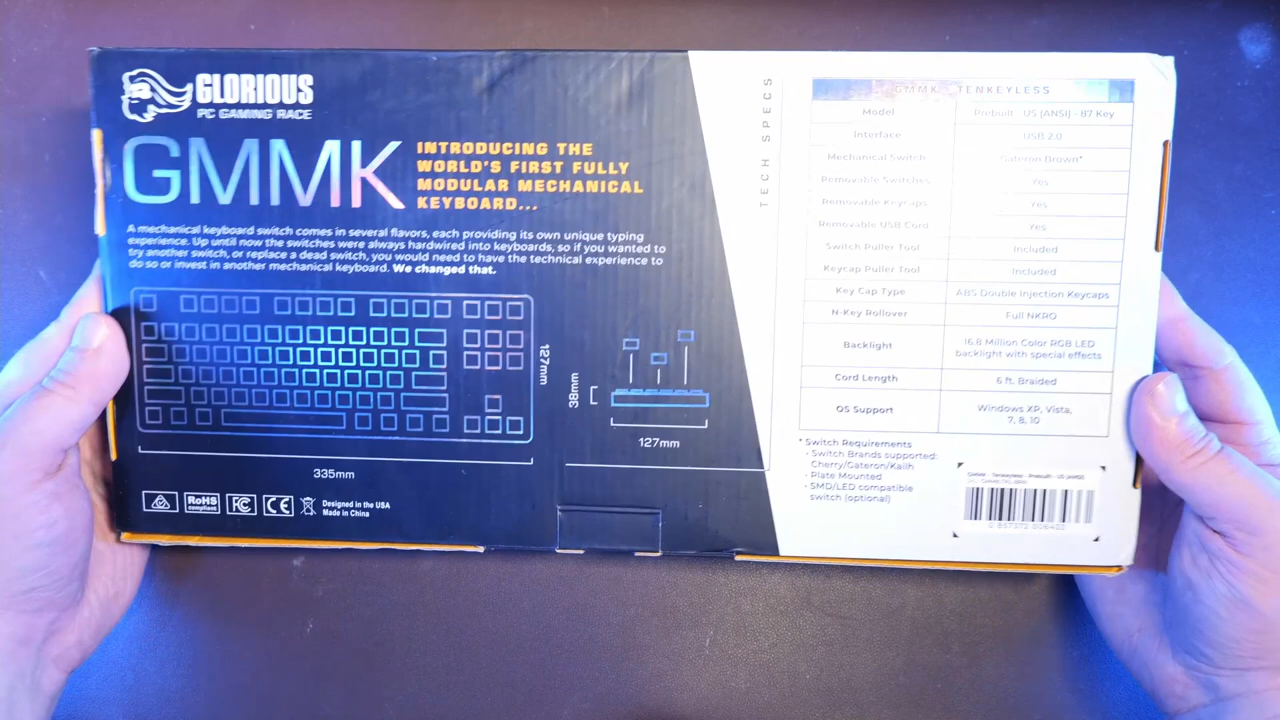 GLORIOUS
PC GAMING RACE
GMMK
INTRODUCING THE
WORLD'S FIRST FULLY
MODULAR MECHANICAL
KEYBOARD...
A mechanical keyboard switch comes in several flavors, each providing its own unique typing
experience. Up until now the switches were always hardwired into keyboards, so if you wanted to
try another switch, or replace a dead switch, you would need to have the technical experience to
do so or invest in another mechanical keyboard. We changed that.
127mm
335mm
38mm
127mm
RoHS
compliant
FC
CE
Designed in the USA
Made in China
TECH SPECS
GMMK - TENKEYLESS
Model Prebuilt - US (ANSI) - 87 Key
Interface USB 2.0
Mechanical Switch Gateron Brown*
Removable Switches Yes
Removable Keycaps Yes
Removable USB Cord Yes
Switch Puller Tool Included
Keycap Puller Tool Included
Key Cap Type ABS Double Injection Keycaps
N-Key Rollover Full NKRO
Backlight 16.8 Million Color RGB LED
backlight with special effects
Cord Length 6 ft. Braided
OS Support Windows XP, Vista,
7, 8, 10
* Switch Requirements
- Switch Brands supported:
Cherry/Gateron/Kailh
- Plate Mounted
- SMD/LED compatible
switch (optional)
GMMK - Tenkeyless - Prebuilt - US (ANSI)
0 857372 006402